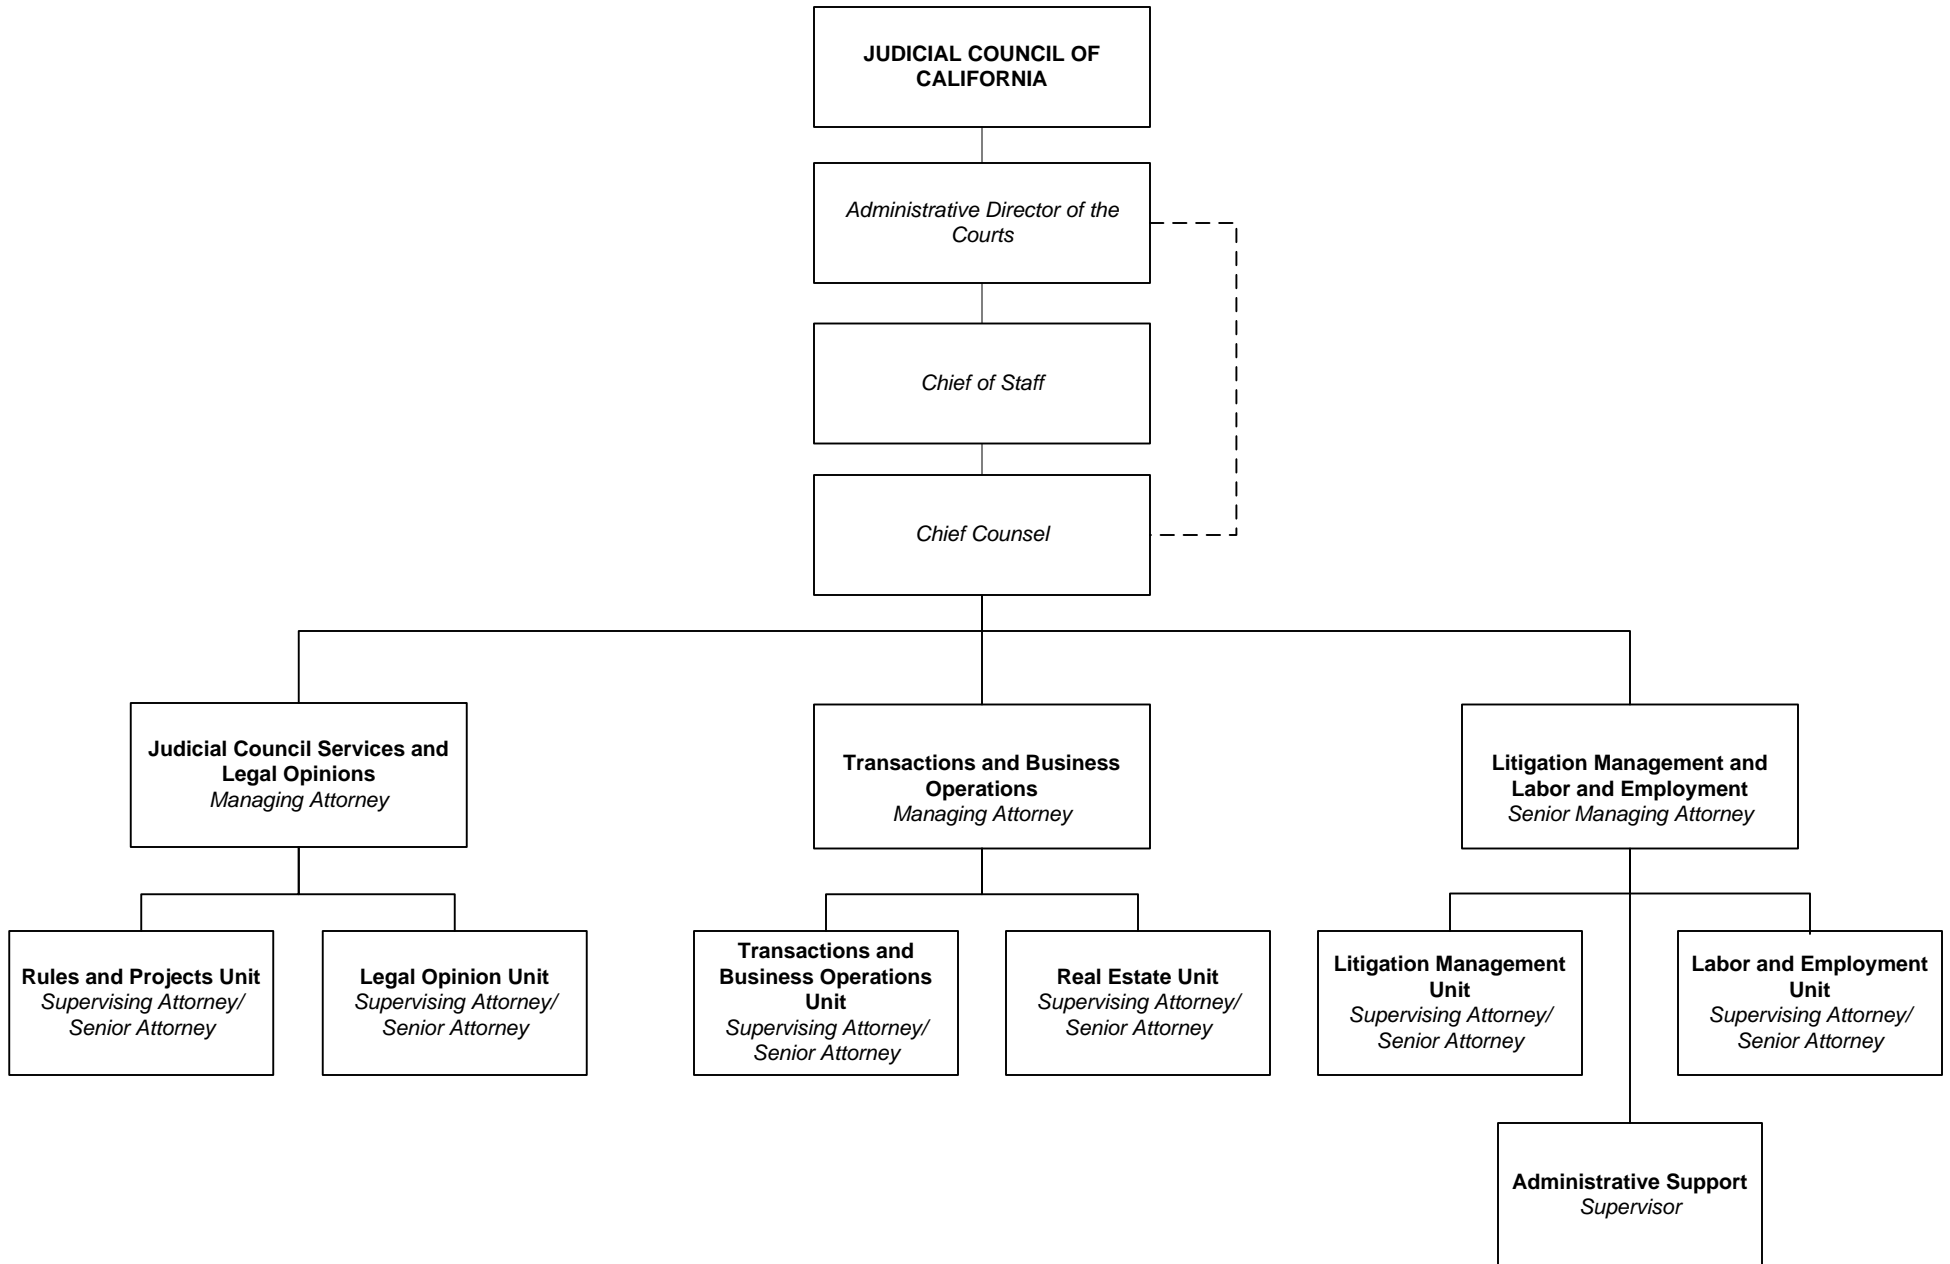 JUDICIAL COUNCIL OF
CALIFORNIA
Administrative Director of the
Courts
Chief of Staff
Chief Counsel
Judicial Council Services and
Legal Opinions
Managing Attorney
Transactions and Business
Operations
Managing Attorney
Litigation Management and
Labor and Employment
Senior Managing Attorney
Rules and Projects Unit
Supervising Attorney/
Senior Attorney
Legal Opinion Unit
Supervising Attorney/
Senior Attorney
Transactions and
Business Operations
Unit
Supervising Attorney/
Senior Attorney
Real Estate Unit
Supervising Attorney/
Senior Attorney
Litigation Management
Unit
Supervising Attorney/
Senior Attorney
Labor and Employment
Unit
Supervising Attorney/
Senior Attorney
Administrative Support
Supervisor